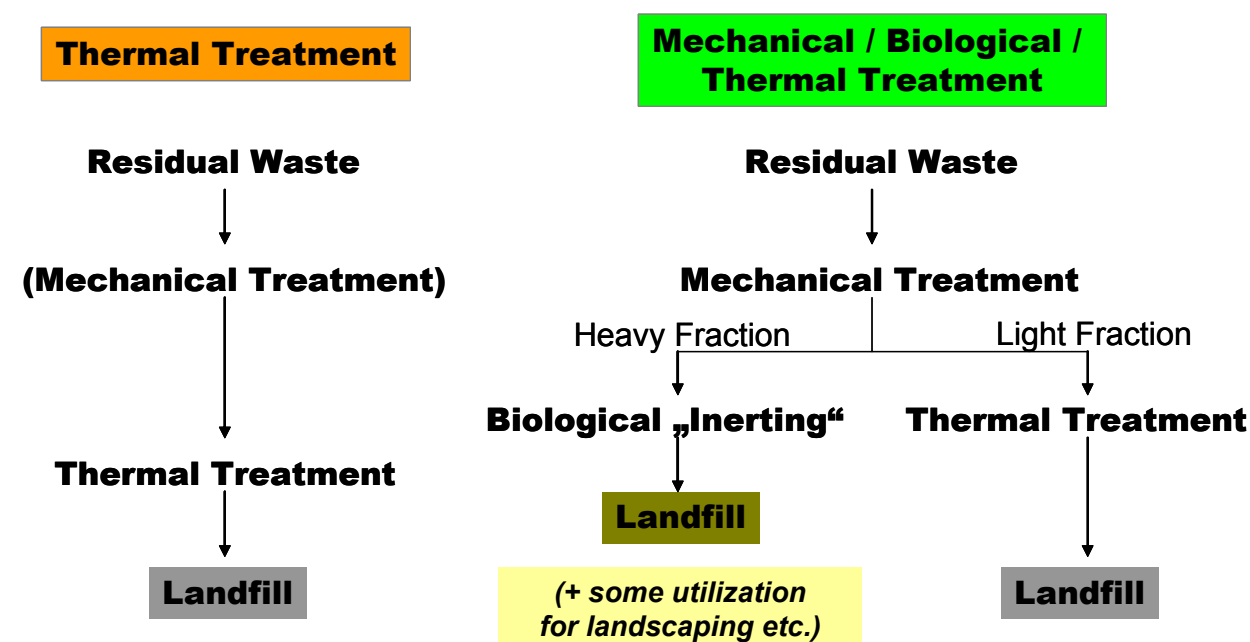 Thermal Treatment
Residual Waste
(Mechanical Treatment)
Thermal Treatment
Landfill
Mechanical / Biological /
Thermal Treatment
Residual Waste
Mechanical Treatment
Heavy Fraction
Light Fraction
Biological „Inerting“
Thermal Treatment
Landfill
(+ some utilization
for landscaping etc.)
Landfill